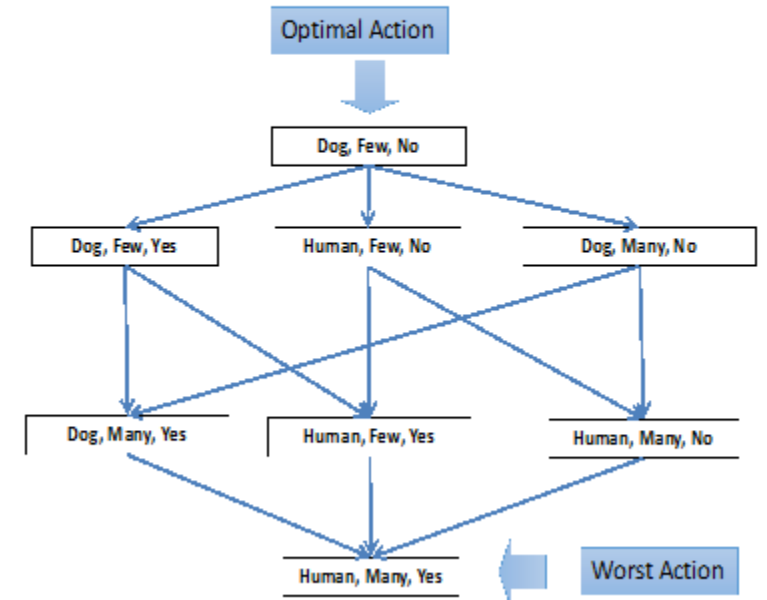 Optimal Action
Dog, Few, No
Dog, Few, Yes
Human, Few, No
Dog, Many, No
Dog, Many, Yes
Human, Few, Yes
Human, Many, No
Human, Many, Yes
Worst Action